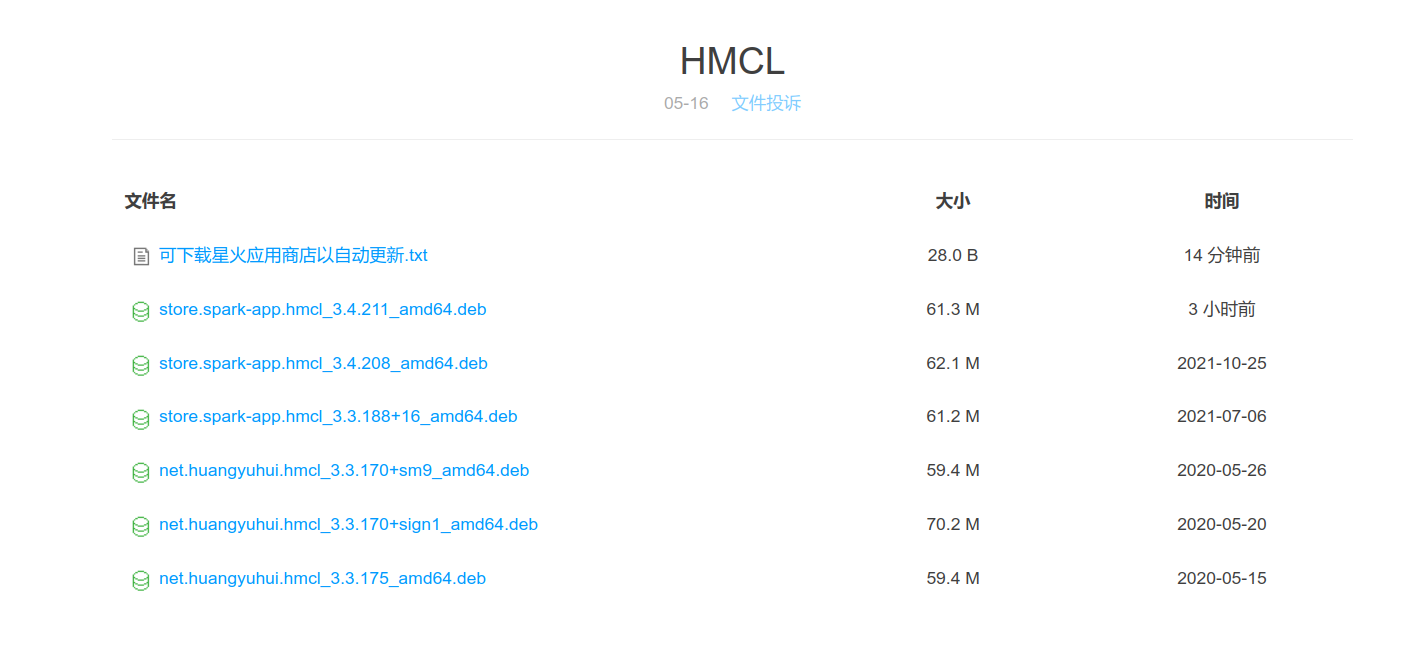 HMCL
05-16 文件投诉
文件名 大小 时间
可下载星火应用商店以自动更新.txt 28.0 B 14 分钟前
store.spark-app.hmcl_3.4.211_amd64.deb 61.3 M 3 小时前
store.spark-app.hmcl_3.4.208_amd64.deb 62.1 M 2021-10-25
store.spark-app.hmcl_3.3.188+16_amd64.deb 61.2 M 2021-07-06
net.huangyuhui.hmcl_3.3.170+sm9_amd64.deb 59.4 M 2020-05-26
net.huangyuhui.hmcl_3.3.170+sign1_amd64.deb 70.2 M 2020-05-20
net.huangyuhui.hmcl_3.3.175_amd64.deb 59.4 M 2020-05-15